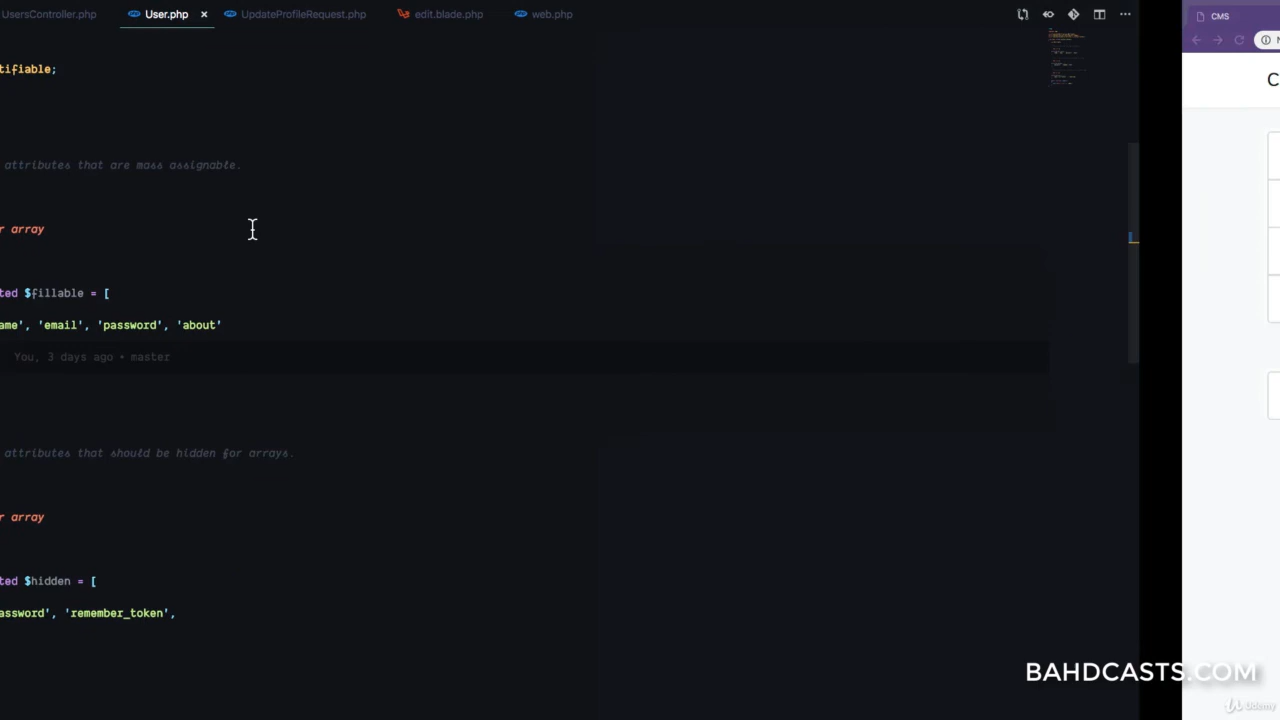 UsersController.php User.php × UpdateProfileRequest.php edit.blade.php web.php
CMS
tifiable;
C
attributes that are mass assignable.
r array
ted $fillable = [
ame', 'email', 'password', 'about'
You, 3 days ago • master
attributes that should be hidden for arrays.
r array
ted $hidden = [
assword', 'remember_token',
BAHDCASTS.COM
Udemy